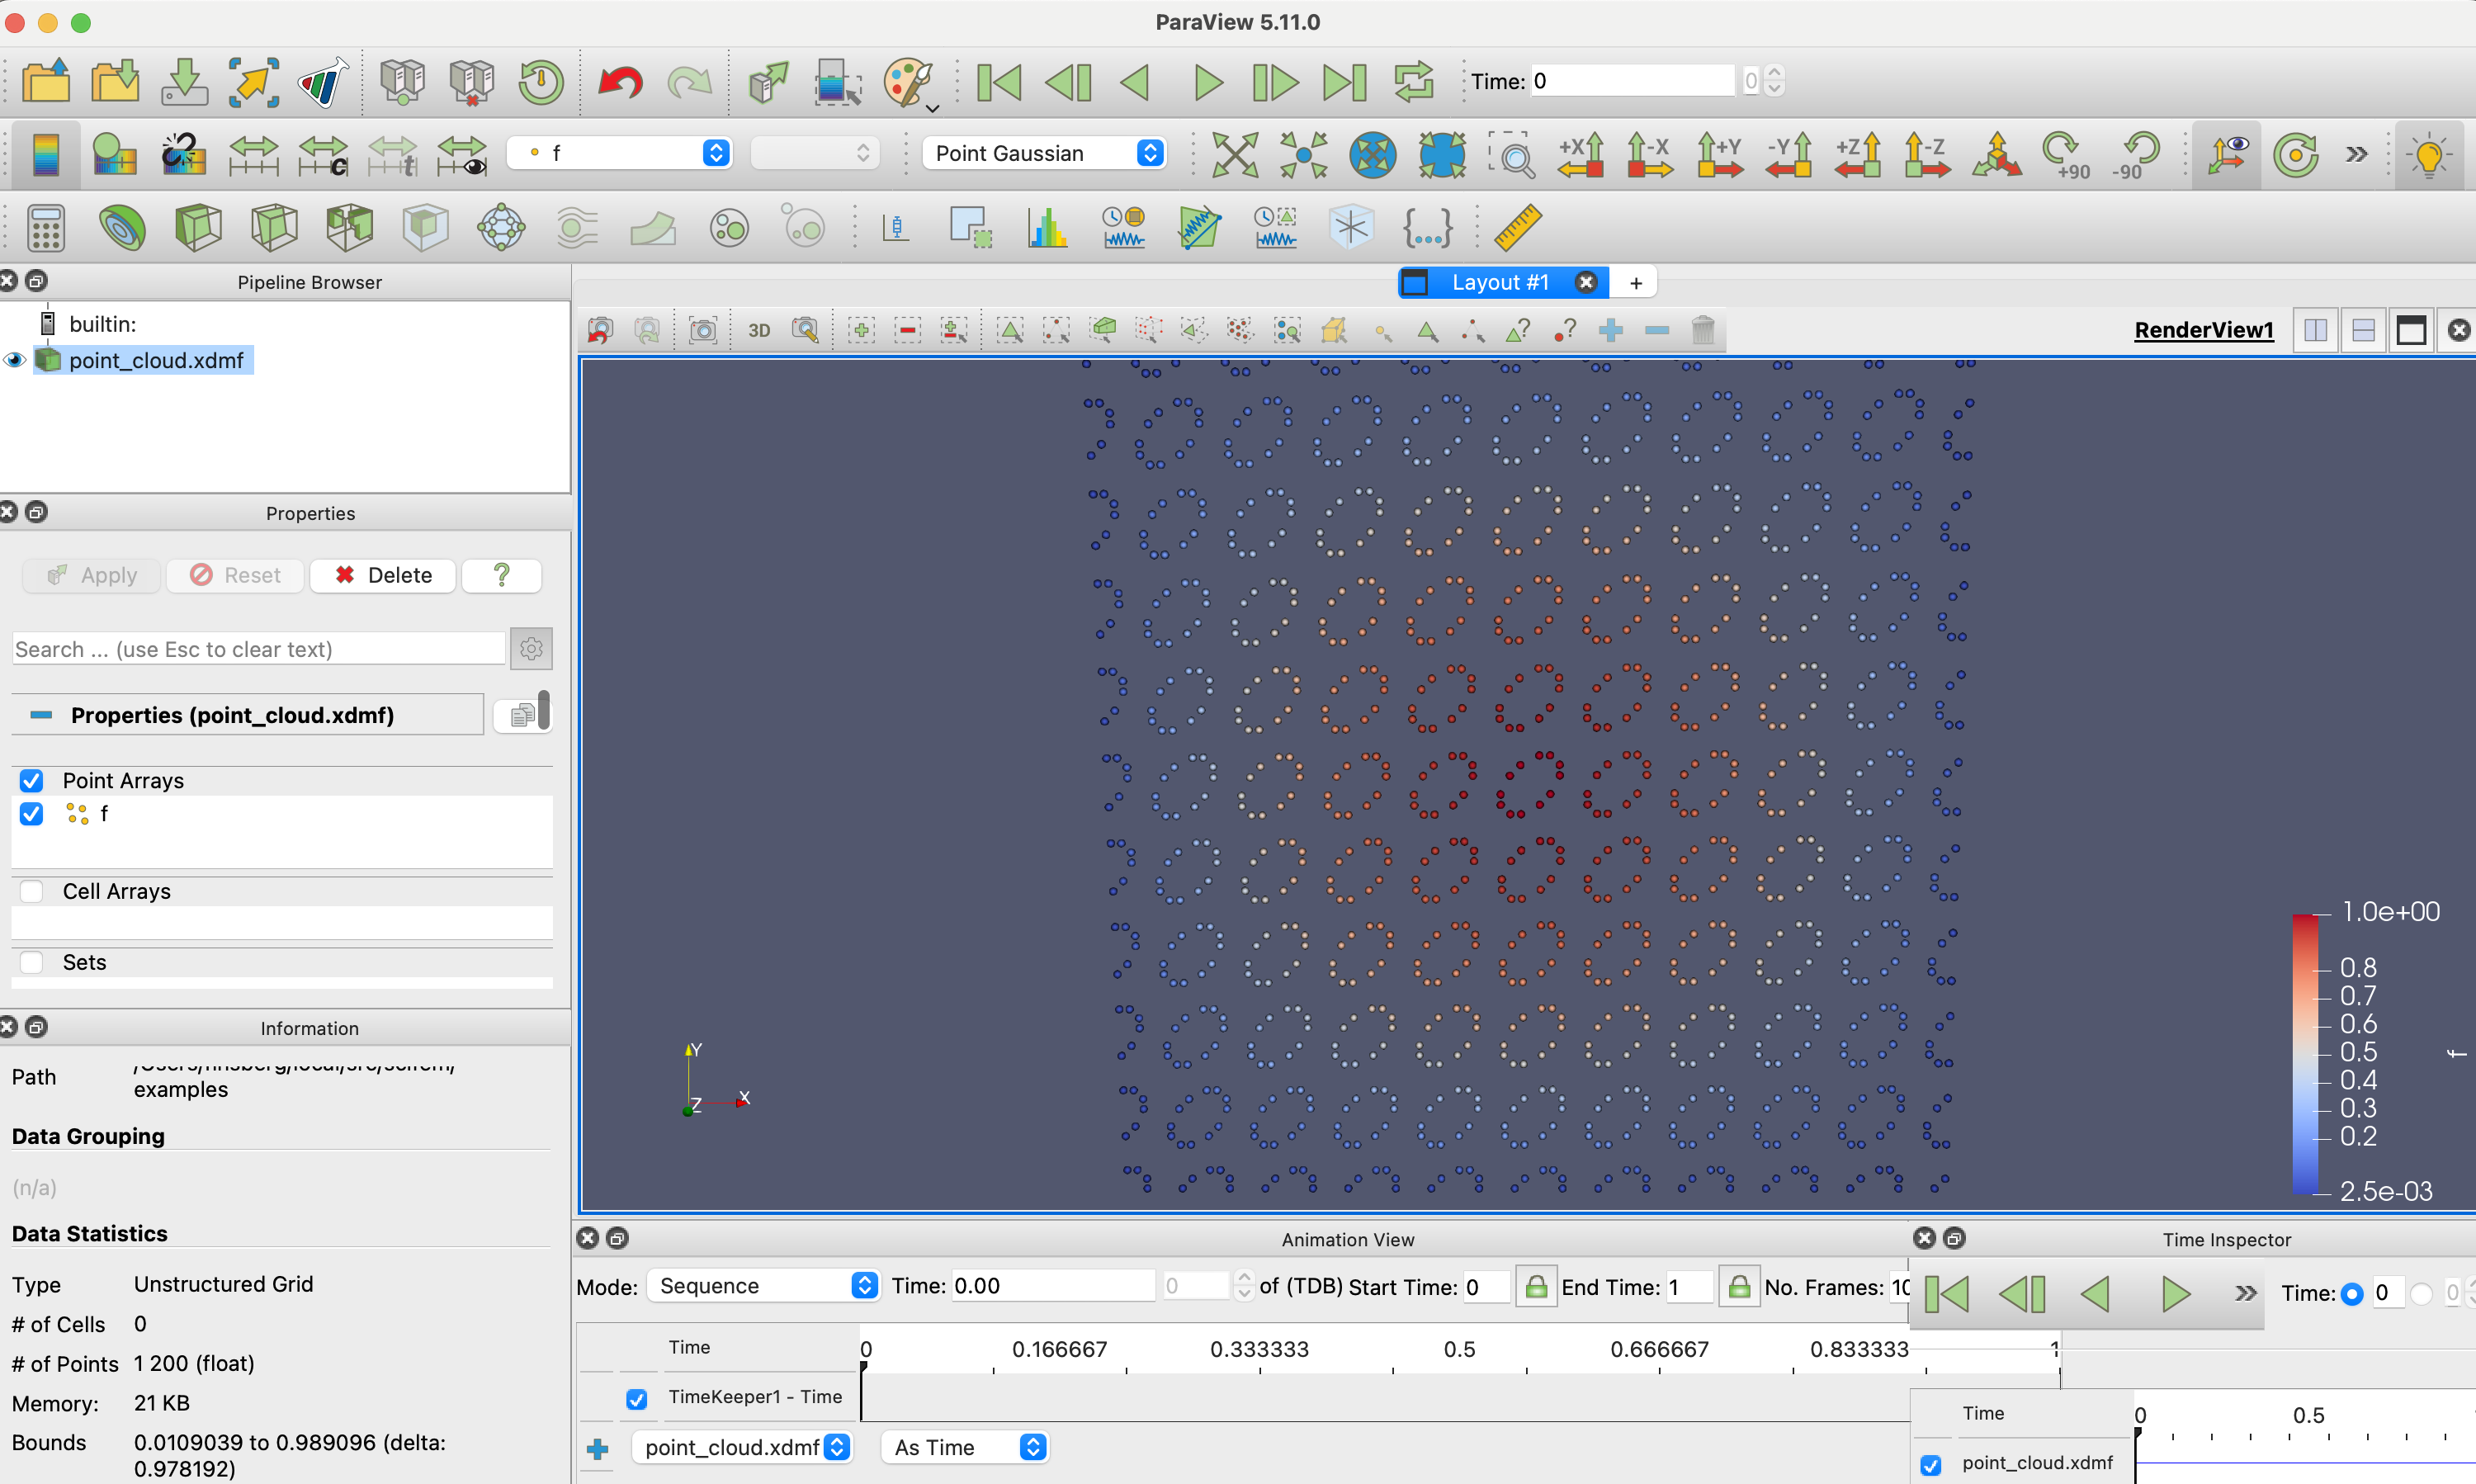 ParaView 5.11.0
Time: 0
0
f
Point Gaussian
+X
-X
+Y
-Y
+Z
-Z
+90
-90
c
t
Pipeline Browser
builtin:
point_cloud.xdmf
Properties
Apply
Reset
Delete
?
Search ... (use Esc to clear text)
Properties (point_cloud.xdmf)
Point Arrays
f
Cell Arrays
Sets
Information
Path
examples
Data Grouping
(n/a)
Data Statistics
Type Unstructured Grid
# of Cells 0
# of Points 1 200 (float)
Memory: 21 KB
Bounds 0.0109039 to 0.989096 (delta:
0.978192)
Layout #1
+
3D
RenderView1
Y
Z
X
1.0e+00
0.8
0.7
0.6
0.5
0.4
0.3
0.2
2.5e-03
f
Animation View
Mode: Sequence Time: 0.00 0 of (TDB) Start Time: 0 End Time: 1 No. Frames: 10
Time 0 0.166667 0.333333 0.5 0.666667 0.833333 1
TimeKeeper1 - Time
point_cloud.xdmf As Time
Time Inspector
Time: 0 0
Time 0 0.5
point_cloud.xdmf